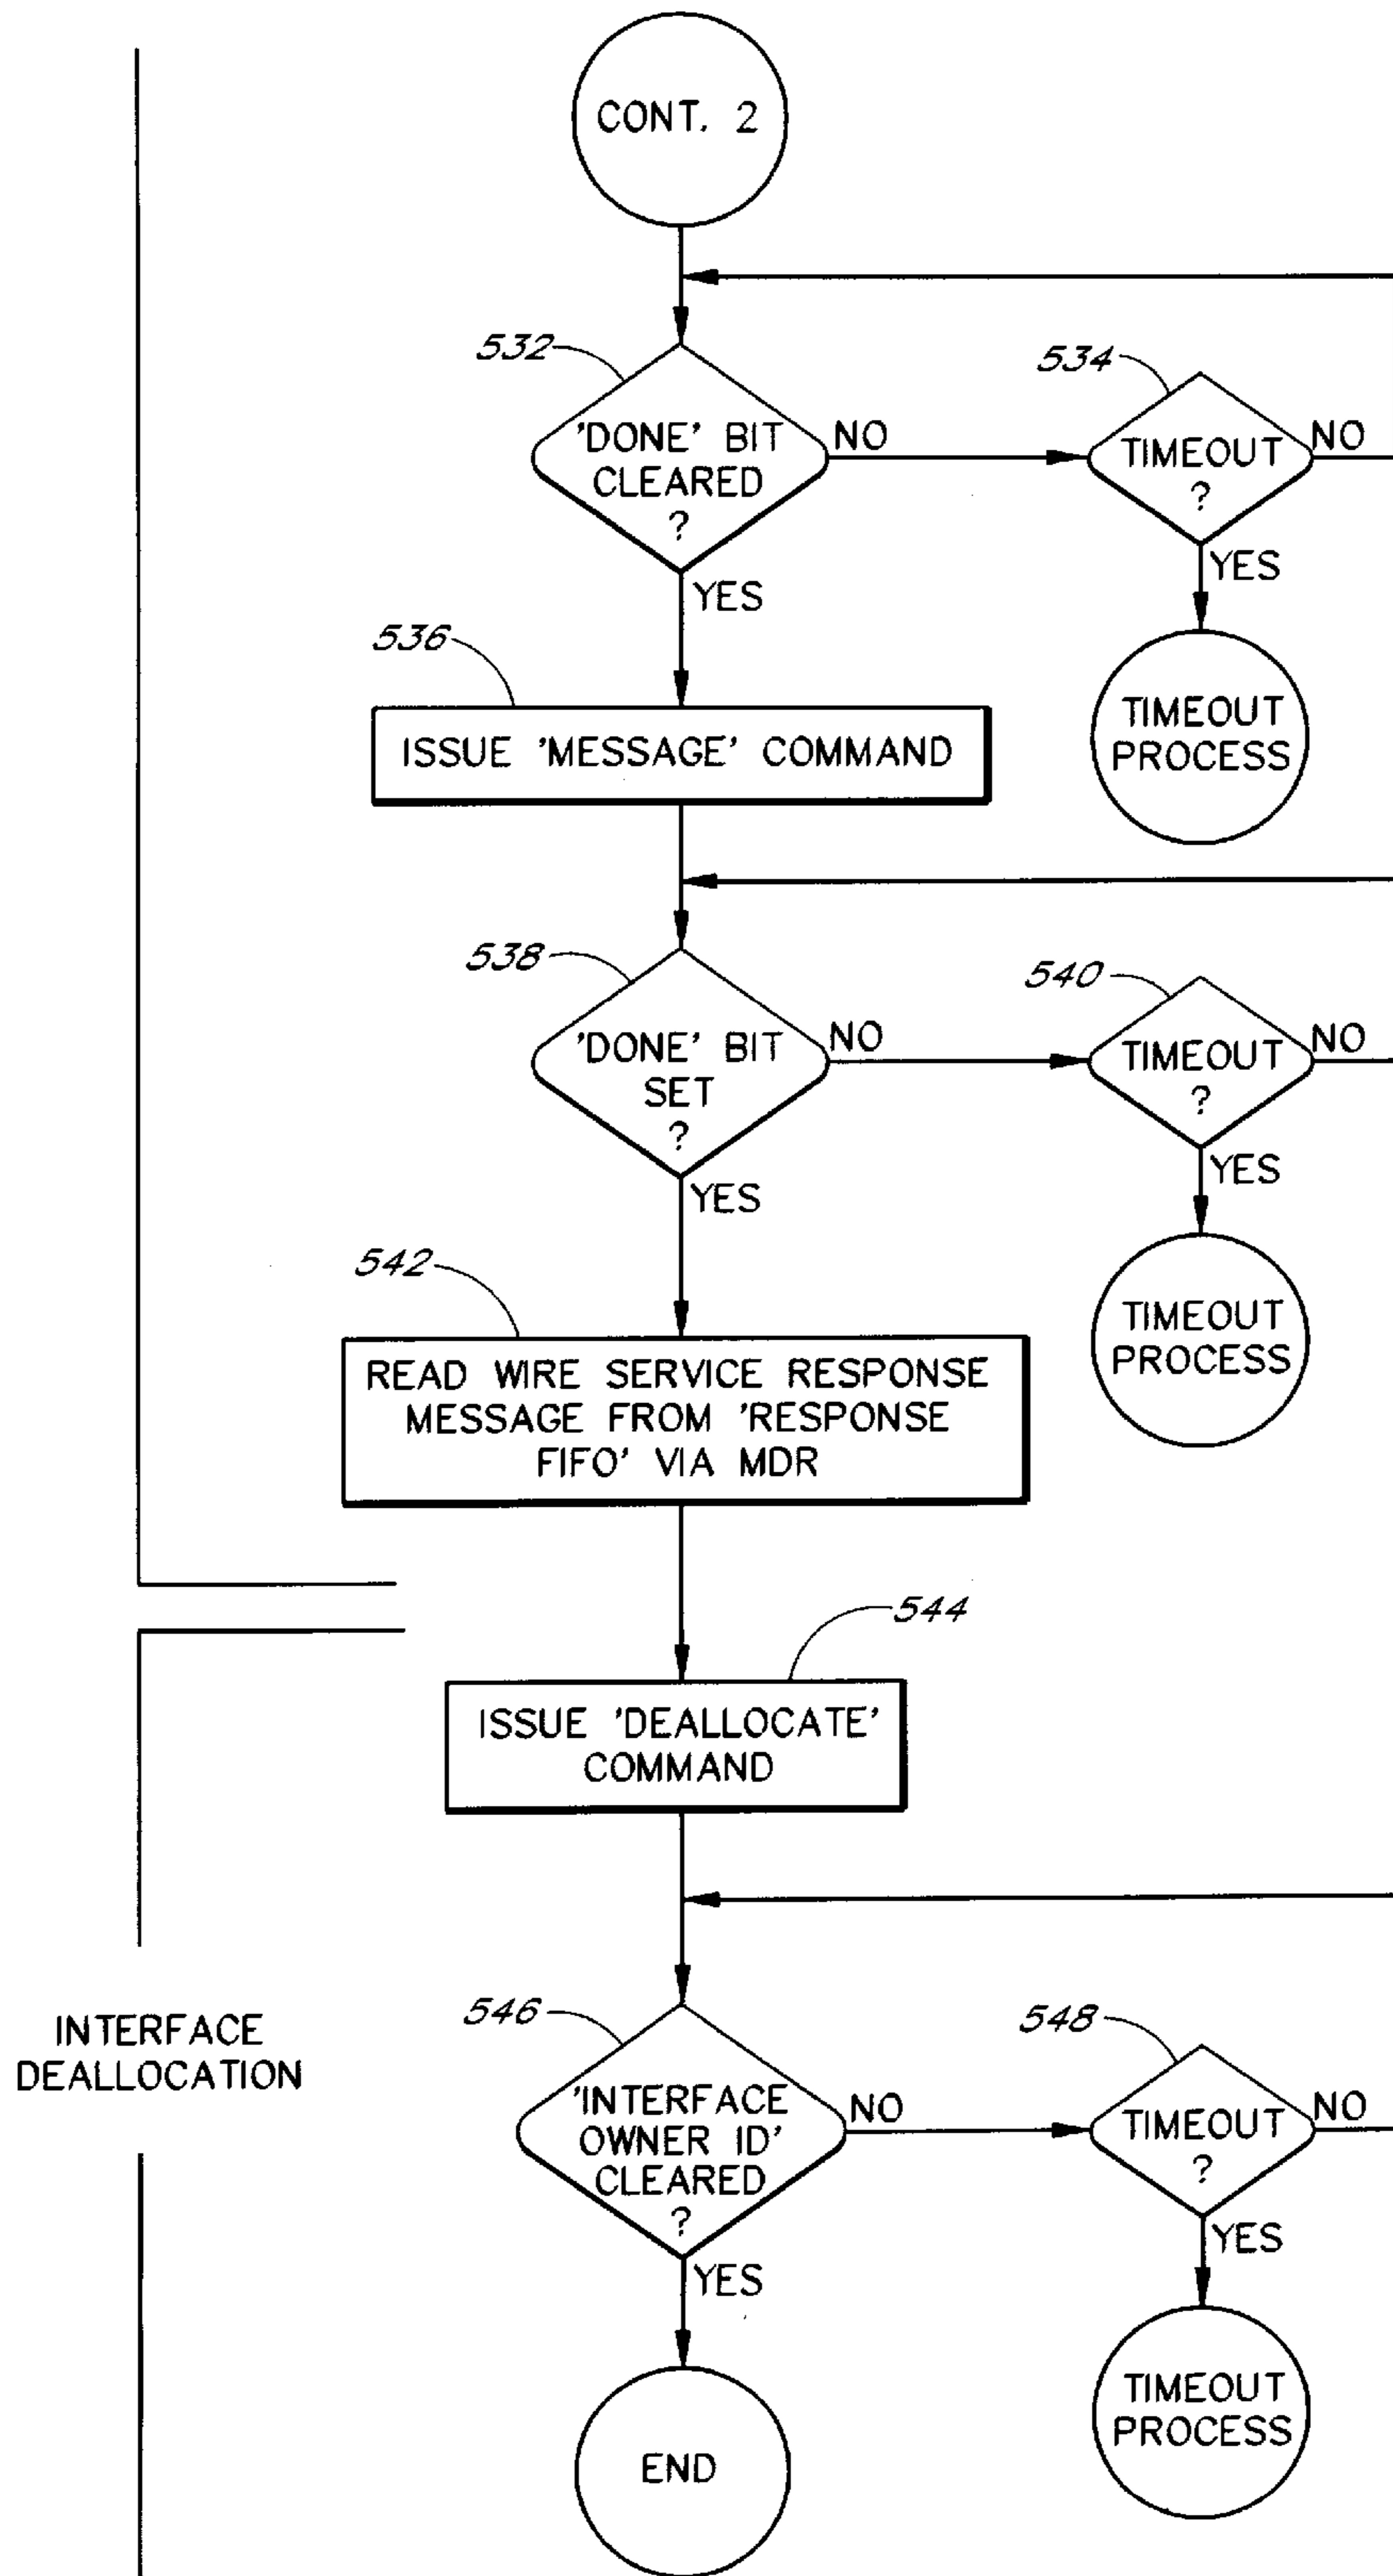 CONT. 2
532
'DONE' BIT
CLEARED
?
NO
534
TIMEOUT
?
NO
YES
YES
536
ISSUE 'MESSAGE' COMMAND
TIMEOUT
PROCESS
538
'DONE' BIT
SET
?
NO
540
TIMEOUT
?
NO
YES
YES
542
READ WIRE SERVICE RESPONSE
MESSAGE FROM 'RESPONSE
FIFO' VIA MDR
TIMEOUT
PROCESS
544
ISSUE 'DEALLOCATE'
COMMAND
INTERFACE
DEALLOCATION
546
'INTERFACE
OWNER ID'
CLEARED
?
NO
548
TIMEOUT
?
NO
YES
YES
TIMEOUT
PROCESS
END